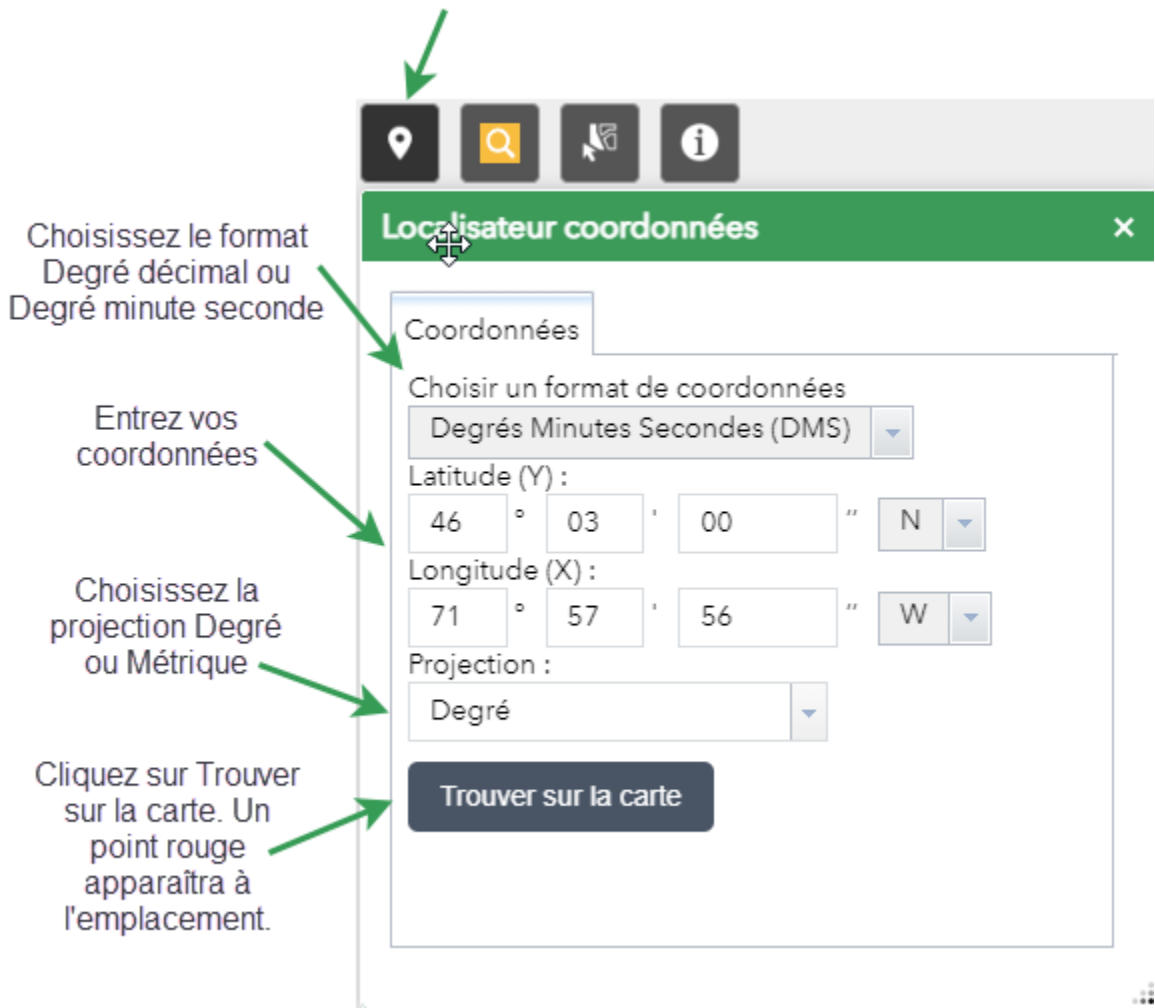 Localisateur coordonnées
Choisissez le format
Degré décimal ou
Degré minute seconde
Coordonnées
Choisir un format de coordonnées
Degrés Minutes Secondes (DMS)
Entrez vos
coordonnées
Latitude (Y) :
46 ° 03 ' 00 " N
Longitude (X) :
71 ° 57 ' 56 " W
Choisissez la
projection Degré
ou Métrique
Projection :
Degré
Cliquez sur Trouver
sur la carte. Un
point rouge
apparaîtra à
l'emplacement.
Trouver sur la carte